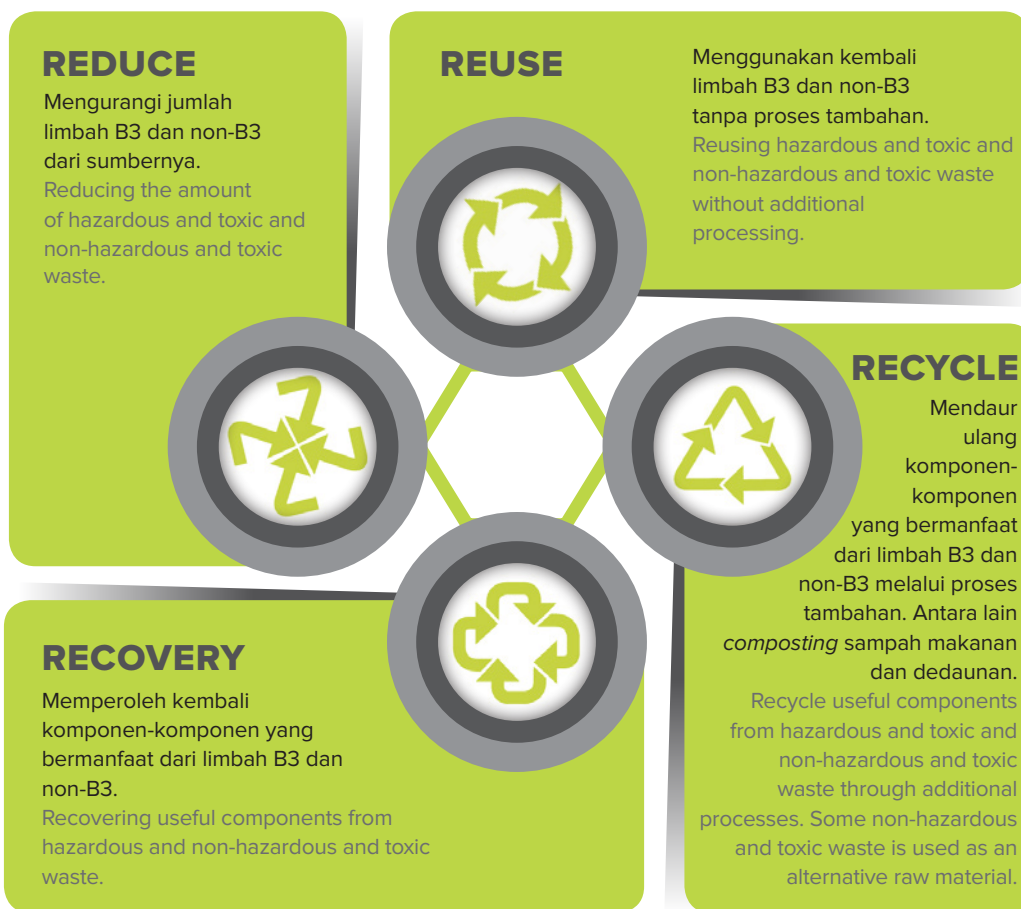 REDUCE
Mengurangi jumlah
limbah B3 dan non-B3
dari sumbernya.
Reducing the amount
of hazardous and toxic and
non-hazardous and toxic
waste.
REUSE
Menggunakan kembali
limbah B3 dan non-B3
tanpa proses tambahan.
Reusing hazardous and toxic and
non-hazardous and toxic waste
without additional
processing.
RECYCLE
Mendaur
ulang
komponen-
komponen
yang bermanfaat
dari limbah B3 dan
non-B3 melalui proses
tambahan. Antara lain
composting sampah makanan
dan dedaunan.
Recycle useful components
from hazardous and toxic and
non-hazardous and toxic
waste through additional
processes. Some non-hazardous
and toxic waste is used as an
alternative raw material.
RECOVERY
Memperoleh kembali
komponen-komponen yang
bermanfaat dari limbah B3 dan
non-B3.
Recovering useful components from
hazardous and non-hazardous and toxic
waste.